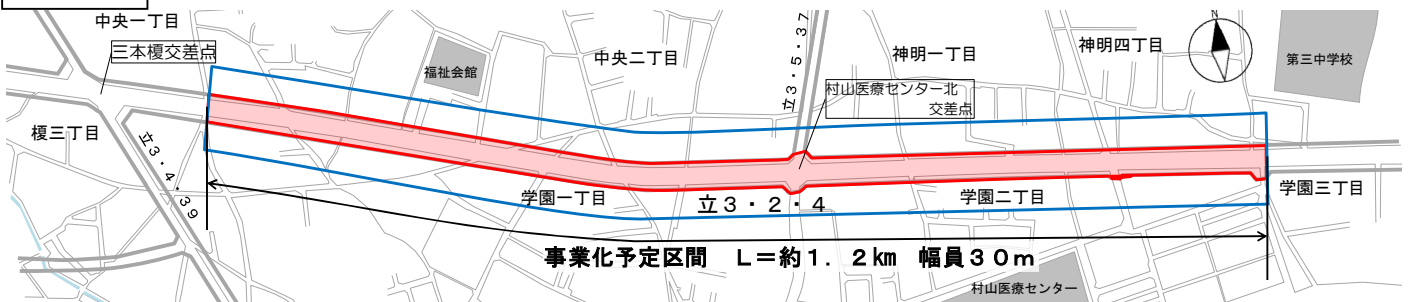 中央一丁目
三本榎交差点
福祉会館
中央二丁目
立3・5・37
神明一丁目
神明四丁目
N
第三中学校
村山医療センター北
交差点
榎三丁目
立3・4・39
学園一丁目
立3・2・4
学園二丁目
学園三丁目
事業化予定区間 L=約1.2km 幅員30m
村山医療センター